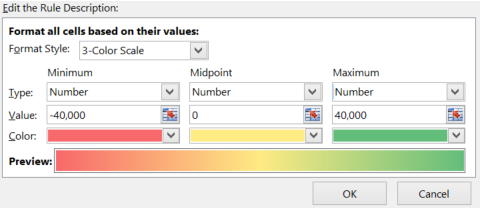 Edit the Rule Description:
Format all cells based on their values:
Format Style: 3-Color Scale
Minimum Midpoint Maximum
Type: Number Number Number
Value: -40,000 0 40,000
Color:
Preview:
OK Cancel